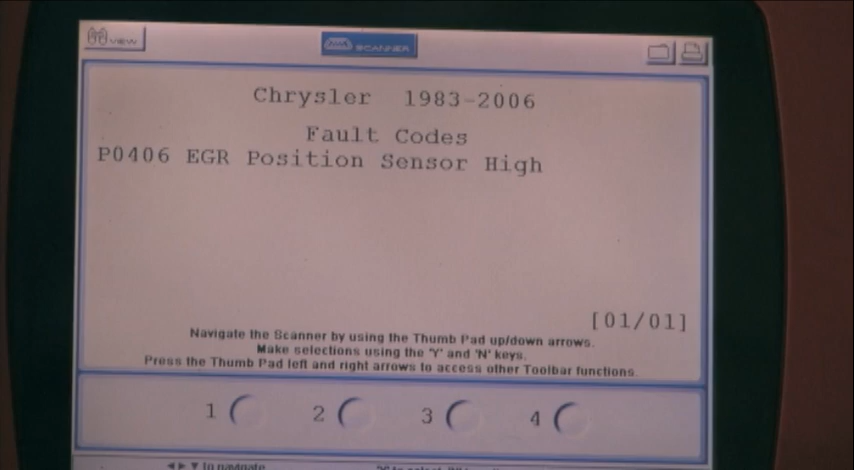 VIEW
SCANNER
Chrysler 1983-2006
Fault Codes
P0406 EGR Position Sensor High
[01/01]
Navigate the Scanner by using the Thumb Pad up/down arrows.
Make selections using the 'Y' and 'N' keys.
Press the Thumb Pad left and right arrows to access other Toolbar functions.
1 2 3 4
to navigate